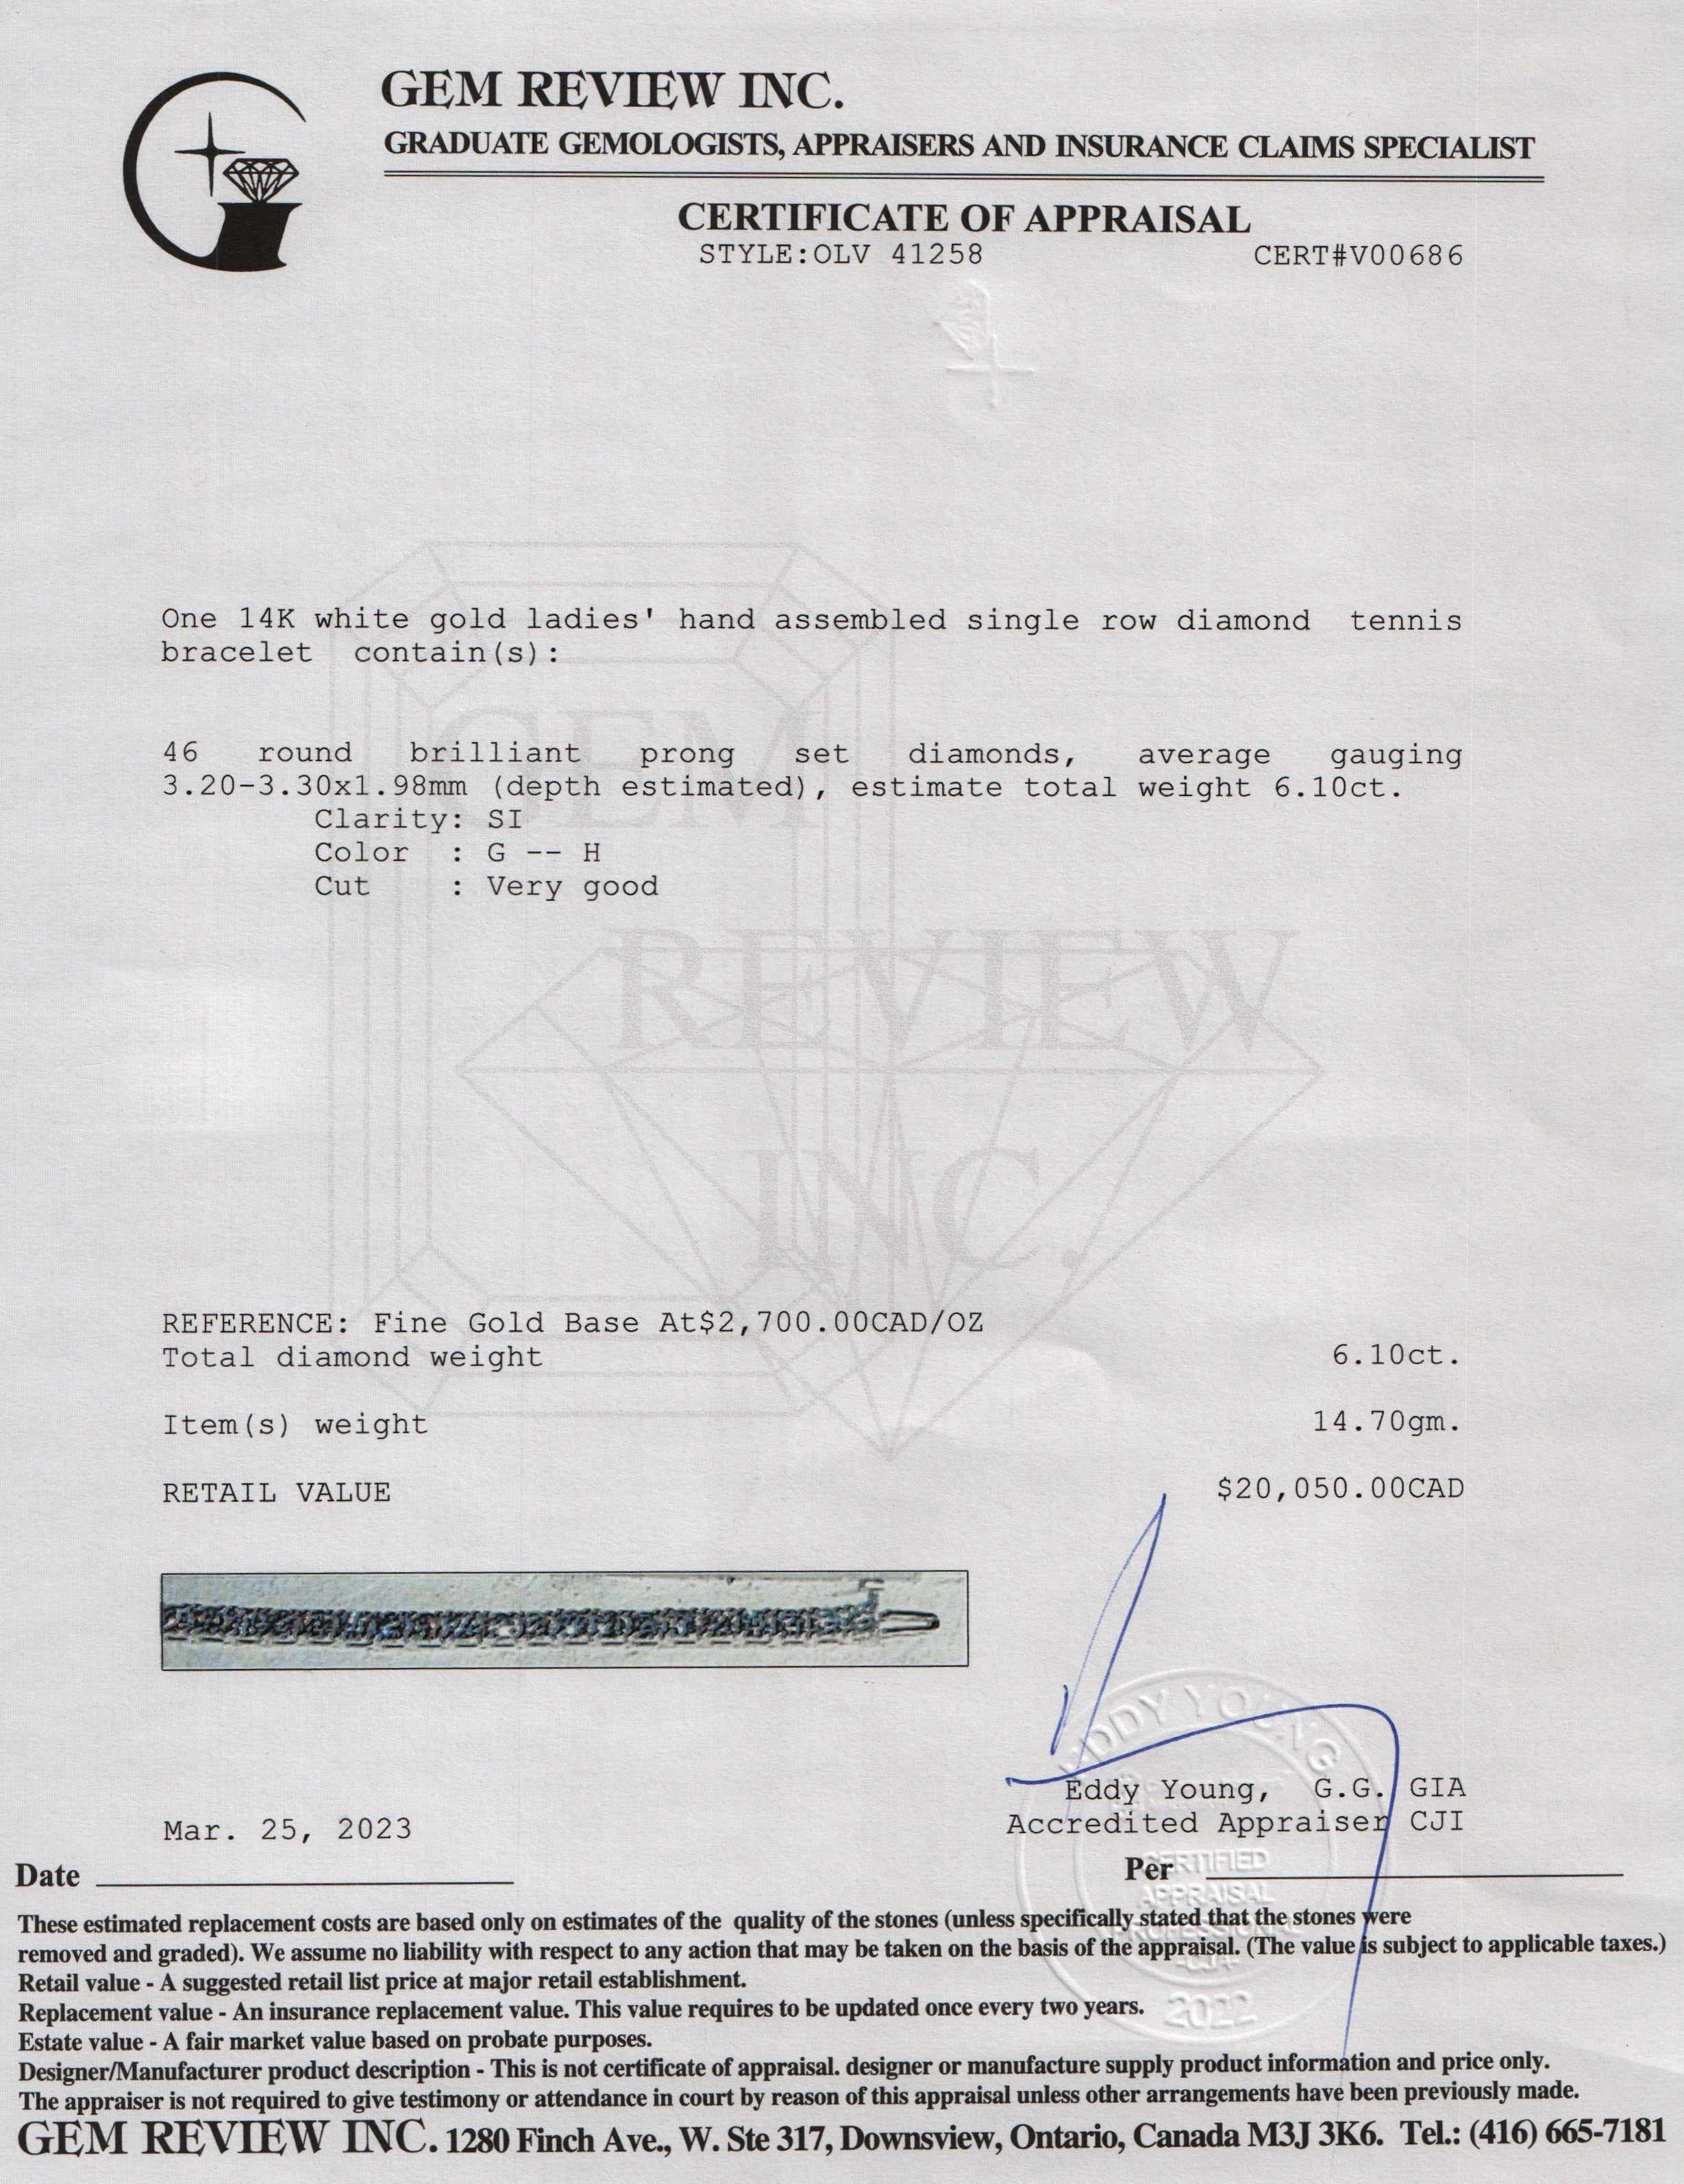 GEM REVIEW INC.
GRADUATE GEMOLOGISTS, APPRAISERS AND INSURANCE CLAIMS SPECIALIST
CERTIFICATE OF APPRAISAL
STYLE:OLV 41258 CERT#V00686
One 14K white gold ladies' hand assembled single row diamond tennis
bracelet contain(s):
46 round brilliant prong set diamonds, average gauging
3.20-3.30x1.98mm (depth estimated), estimate total weight 6.10ct.
Clarity: SI
Color : G -- H
Cut : Very good
GEM
REVIEW
INC.
REFERENCE: Fine Gold Base At$2,700.00CAD/OZ
Total diamond weight 6.10ct.
Item(s) weight 14.70gm.
RETAIL VALUE $20,050.00CAD
EDDY YOUNG
Eddy Young, G.G. GIA
Mar. 25, 2023 Accredited Appraiser CJI
Date Per
CERTIFIED
APPRAISAL
PROFESSIONAL
2022
These estimated replacement costs are based only on estimates of the quality of the stones (unless specifically stated that the stones were
removed and graded). We assume no liability with respect to any action that may be taken on the basis of the appraisal. (The value is subject to applicable taxes.)
Retail value - A suggested retail list price at major retail establishment.
Replacement value - An insurance replacement value. This value requires to be updated once every two years.
Estate value - A fair market value based on probate purposes.
Designer/Manufacturer product description - This is not certificate of appraisal. designer or manufacture supply product information and price only.
The appraiser is not required to give testimony or attendance in court by reason of this appraisal unless other arrangements have been previously made.
GEM REVIEW INC. 1280 Finch Ave., W. Ste 317, Downsview, Ontario, Canada M3J 3K6. Tel.: (416) 665-7181